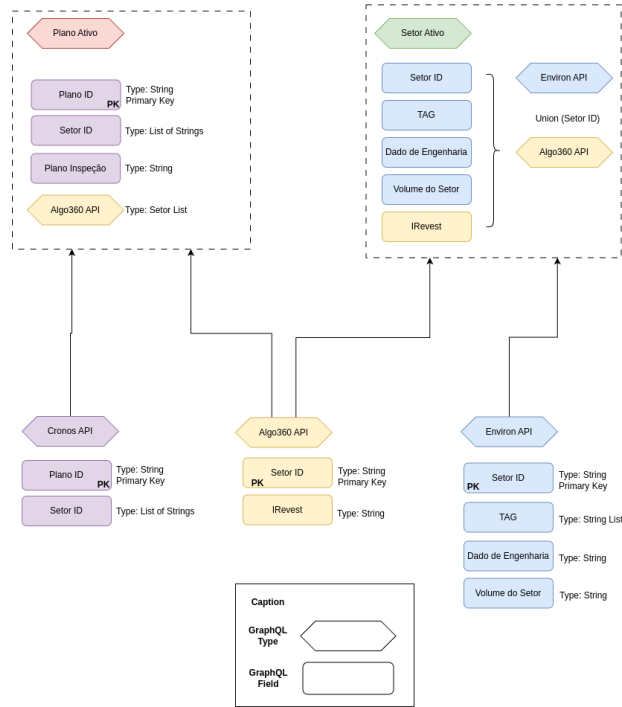 Plano Ativo
Plano ID
PK
Type: String
Primary Key
Setor ID
Type: List of Strings
Plano Inspeção
Type: String
Algo360 API
Type: Setor List
Setor Ativo
Setor ID
TAG
Dado de Engenharia
Volume do Setor
IRevest
Environ API
Union (Setor ID)
Algo360 API
Cronos API
Plano ID
PK
Type: String
Primary Key
Setor ID
Type: List of Strings
Algo360 API
Setor ID
PK
Type: String
Primary Key
IRevest
Type: String
Environ API
Setor ID
PK
Type: String
Primary Key
TAG
Type: String List
Dado de Engenharia
Type: String
Volume do Setor
Type: String
Caption
GraphQL
Type
GraphQL
Field